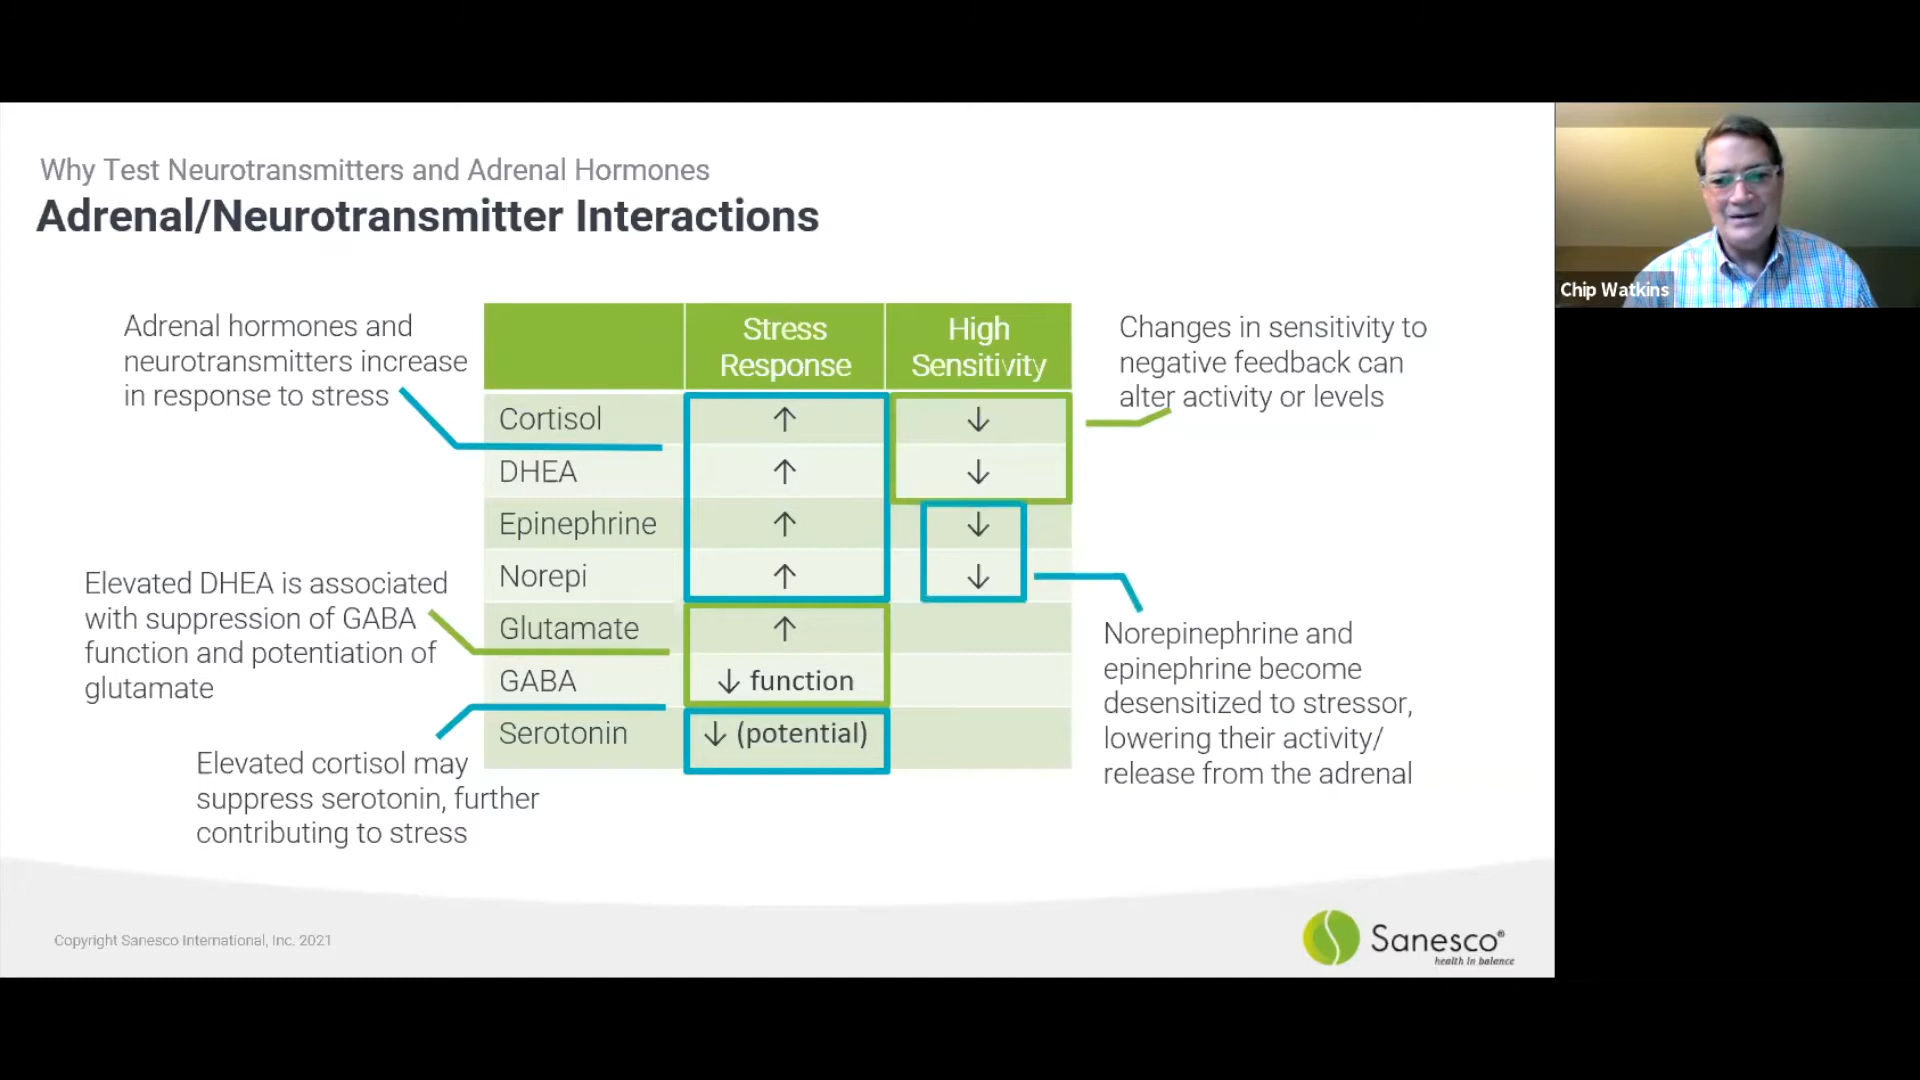 Why Test Neurotransmitters and Adrenal Hormones
Adrenal/Neurotransmitter Interactions
Adrenal hormones and
neurotransmitters increase
in response to stress
Elevated DHEA is associated
with suppression of GABA
function and potentiation of
glutamate
Elevated cortisol may
suppress serotonin, further
contributing to stress
Stress Response High Sensitivity
Cortisol ↑ ↓
DHEA ↑ ↓
Epinephrine ↑ ↓
Norepi ↑ ↓
Glutamate ↑
GABA ↓ function
Serotonin ↓ (potential)
Changes in sensitivity to
negative feedback can
alter activity or levels
Norepinephrine and
epinephrine become
desensitized to stressor,
lowering their activity/
release from the adrenal
Chip Watkins
Copyright Sanesco International, Inc. 2021
Sanesco®
health in balance